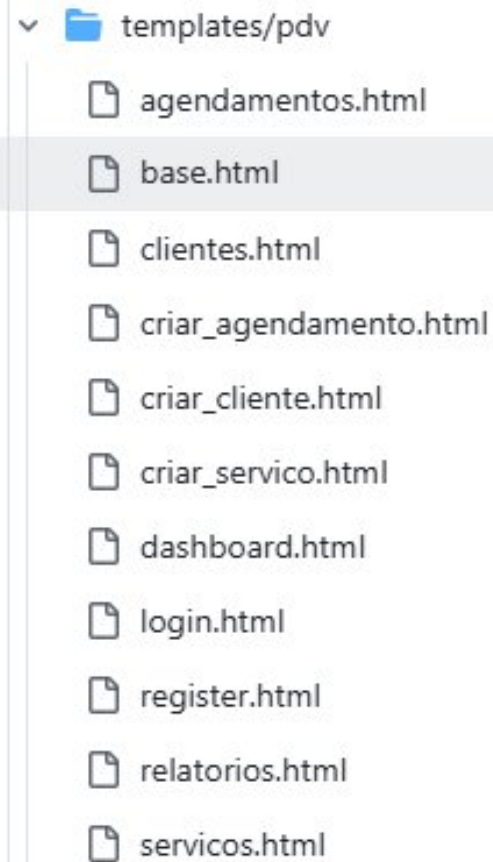 templates/pdv
agendamentos.html
base.html
clientes.html
criar_agendamento.html
criar_cliente.html
criar_servico.html
dashboard.html
login.html
register.html
relatorios.html
servicos.html